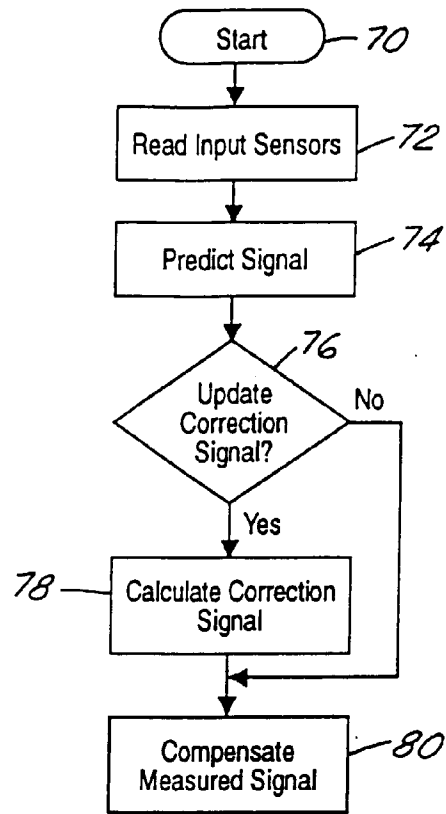 Start
70
Read Input Sensors
72
Predict Signal
74
76
Update
Correction
Signal?
No
Yes
78
Calculate Correction
Signal
Compensate
Measured Signal
80